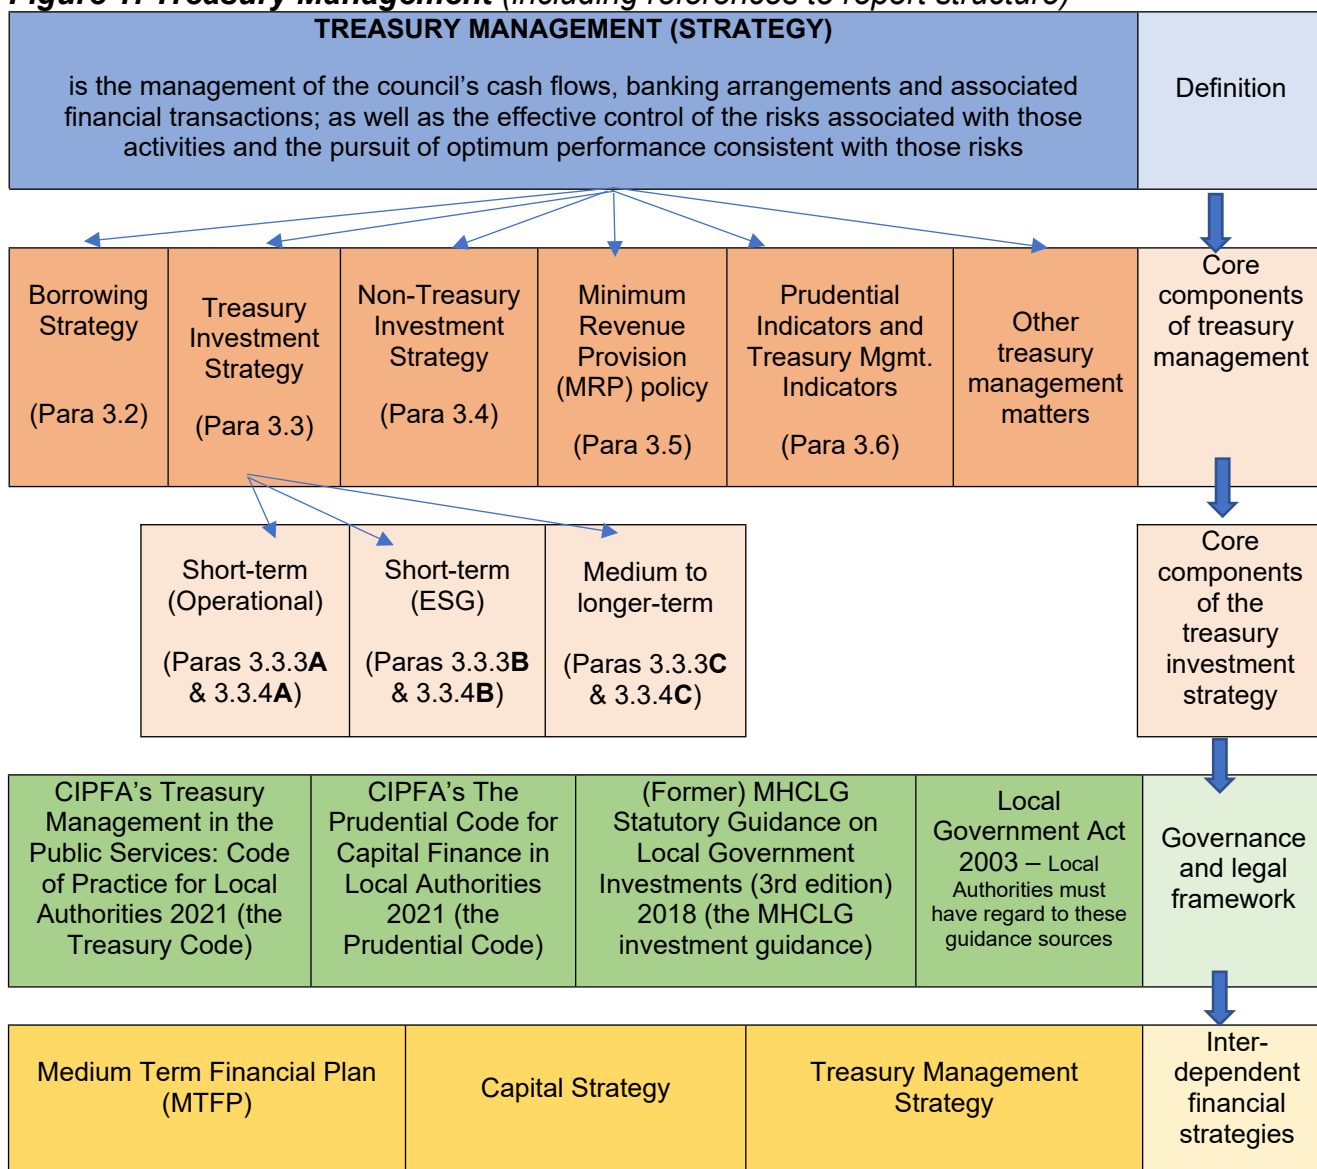 Figure 1: Treasury Management (including references to report structure)
TREASURY MANAGEMENT (STRATEGY)
is the management of the council's cash flows, banking arrangements and associated
financial transactions; as well as the effective control of the risks associated with those
activities and the pursuit of optimum performance consistent with those risks
Definition
Borrowing
Strategy
(Para 3.2)
Treasury
Investment
Strategy
(Para 3.3)
Non-Treasury
Investment
Strategy
(Para 3.4)
Minimum
Revenue
Provision
(MRP) policy
(Para 3.5)
Prudential
Indicators and
Treasury Mgmt.
Indicators
(Para 3.6)
Other
treasury
management
matters
Core
components
of treasury
management
Short-term
(Operational)
(Paras 3.3.3A
& 3.3.4A)
Short-term
(ESG)
(Paras 3.3.3B
& 3.3.4B)
Medium to
longer-term
(Paras 3.3.3C
& 3.3.4C)
Core
components
of the
treasury
investment
strategy
CIPFA's Treasury
Management in the
Public Services: Code
of Practice for Local
Authorities 2021 (the
Treasury Code)
CIPFA's The
Prudential Code for
Capital Finance in
Local Authorities
2021 (the
Prudential Code)
(Former) MHCLG
Statutory Guidance on
Local Government
Investments (3rd edition)
2018 (the MHCLG
investment guidance)
Local
Government Act
2003 – Local
Authorities must
have regard to these
guidance sources
Governance
and legal
framework
Medium Term Financial Plan
(MTFP)
Capital Strategy
Treasury Management
Strategy
Inter-
dependent
financial
strategies